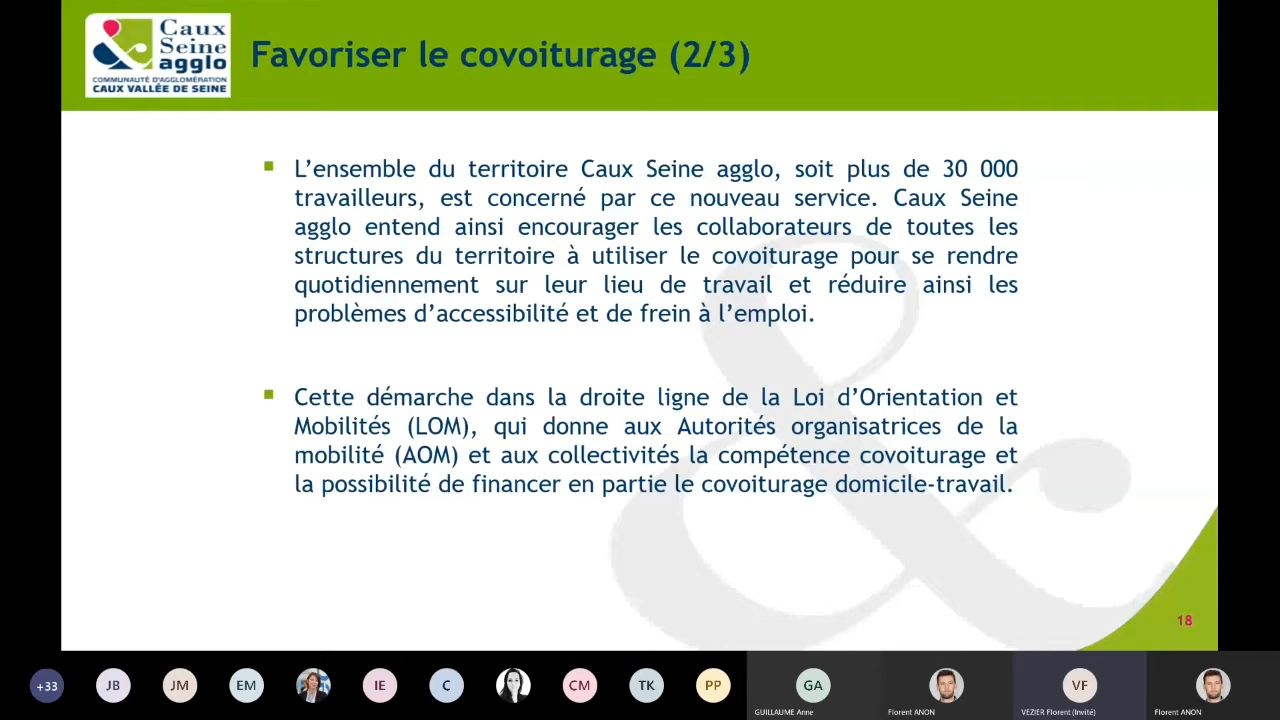 Caux
Seine
agglo
COMMUNAUTÉ D'AGGLOMÉRATION
CAUX VALLÉE DE SEINE
Favoriser le covoiturage (2/3)
L’ensemble du territoire Caux Seine agglo, soit plus de 30 000
travailleurs, est concerné par ce nouveau service. Caux Seine
agglo entend ainsi encourager les collaborateurs de toutes les
structures du territoire à utiliser le covoiturage pour se rendre
quotidiennement sur leur lieu de travail et réduire ainsi les
problèmes d’accessibilité et de frein à l’emploi.
Cette démarche dans la droite ligne de la Loi d’Orientation et
Mobilités (LOM), qui donne aux Autorités organisatrices de la
mobilité (AOM) et aux collectivités la compétence covoiturage et
la possibilité de financer en partie le covoiturage domicile-travail.
18
+33 JB JM EM IE C CM TK PP GA VF
GUILLAUME Anne Florent ANON VEZIER Florent (Invité) Florent ANON